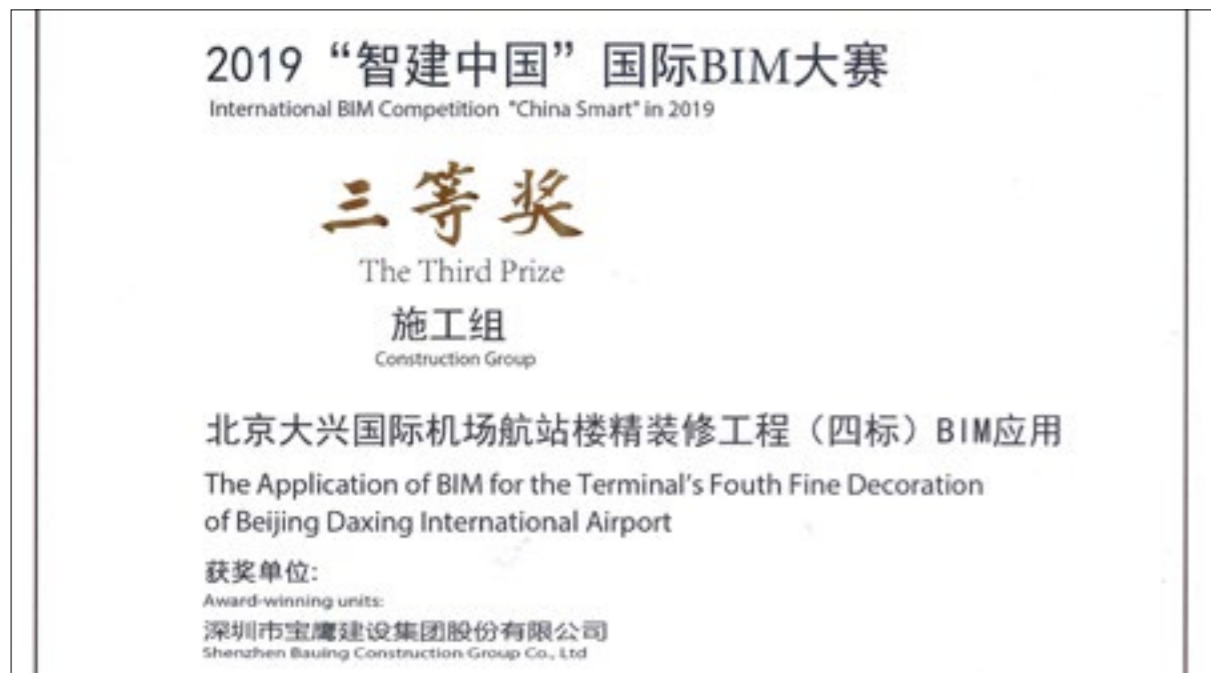 2019 “智建中国” 国际BIM大赛
International BIM Competition "China Smart" in 2019
三等奖
The Third Prize
施工组
Construction Group
北京大兴国际机场航站楼精装修工程（四标）BIM应用
The Application of BIM for the Terminal's Fouth Fine Decoration
of Beijing Daxing International Airport
获奖单位:
Award-winning units:
深圳市宝鹰建设集团股份有限公司
Shenzhen Bauing Construction Group Co., Ltd